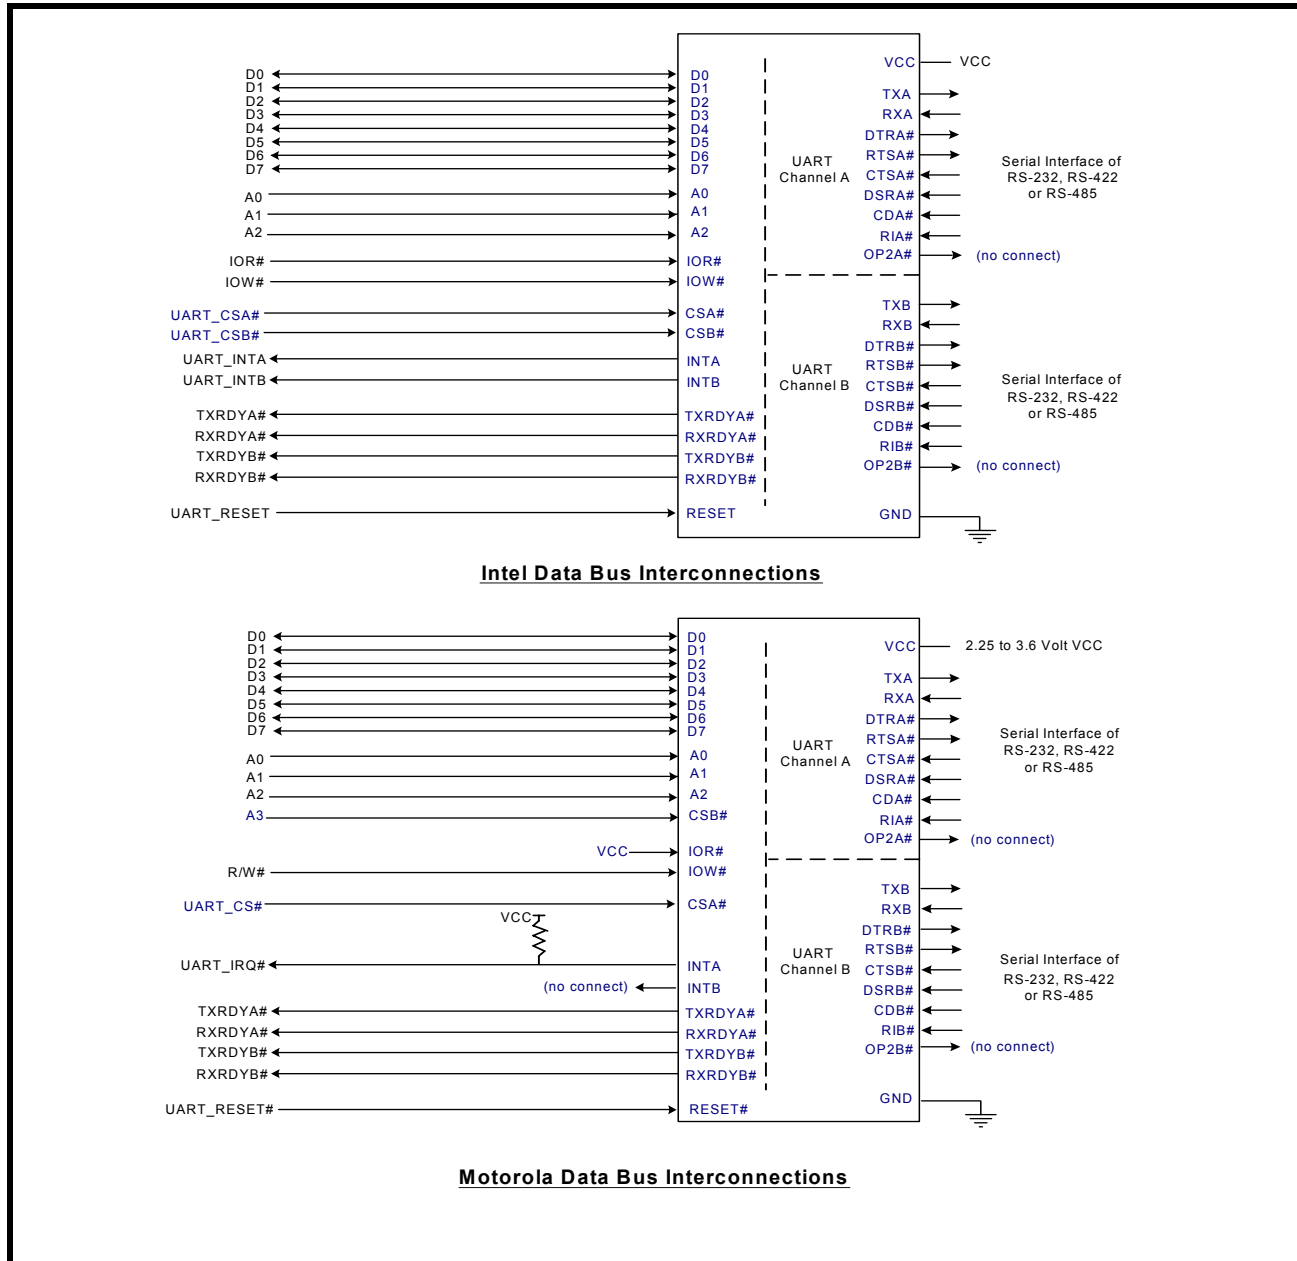 D0 D0
D1 D1
D2 D2
D3 D3
D4 D4
D5 D5
D6 D6
D7 D7
A0 A0
A1 A1
A2 A2
IOR# IOR#
IOW# IOW#
UART_CSA# CSA#
UART_CSB# CSB#
UART_INTA INTA
UART_INTB INTB
TXRDYA# TXRDYA#
RXRDYA# RXRDYA#
TXRDYB# TXRDYB#
RXRDYB# RXRDYB#
UART_RESET RESET
UART
Channel A
UART
Channel B
VCC VCC
TXA
RXA
DTRA#
RTSA#
CTSA#
DSRA#
CDA#
RIA#
OP2A# (no connect)
Serial Interface of
RS-232, RS-422
or RS-485
TXB
RXB
DTRB#
RTSB#
CTSB#
DSRB#
CDB#
RIB#
OP2B# (no connect)
Serial Interface of
RS-232, RS-422
or RS-485
GND
Intel Data Bus Interconnections
D0 D0
D1 D1
D2 D2
D3 D3
D4 D4
D5 D5
D6 D6
D7 D7
A0 A0
A1 A1
A2 A2
A3 CSB#
VCC IOR#
R/W# IOW#
UART_CS# CSA#
VCC
UART_IRQ# INTA
(no connect) INTB
TXRDYA# TXRDYA#
RXRDYA# RXRDYA#
TXRDYB# TXRDYB#
RXRDYB# RXRDYB#
UART_RESET# RESET#
UART
Channel A
UART
Channel B
VCC 2.25 to 3.6 Volt VCC
TXA
RXA
DTRA#
RTSA#
CTSA#
DSRA#
CDA#
RIA#
OP2A# (no connect)
Serial Interface of
RS-232, RS-422
or RS-485
TXB
RXB
DTRB#
RTSB#
CTSB#
DSRB#
CDB#
RIB#
OP2B# (no connect)
Serial Interface of
RS-232, RS-422
or RS-485
GND
Motorola Data Bus Interconnections